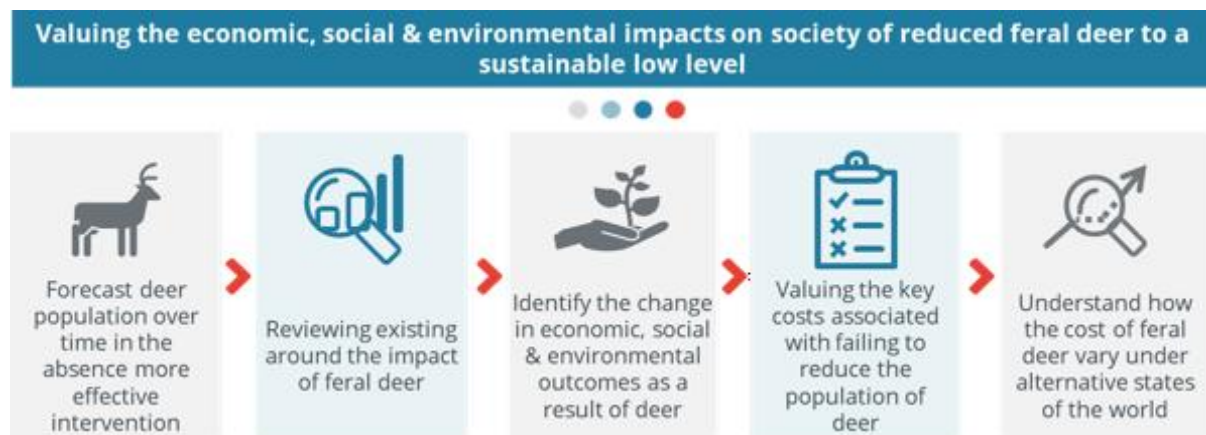 Valuing the economic, social & environmental impacts on society of reduced feral deer to a
sustainable low level
Forecast deer
population over
time in the
absence more
effective
intervention
Reviewing existing
around the impact
of feral deer
Identify the change
in economic, social
& environmental
outcomes as a
result of deer
Valuing the key
costs associated
with failing to
reduce the
population of
deer
Understand how
the cost of feral
deer vary under
alternative states
of the world